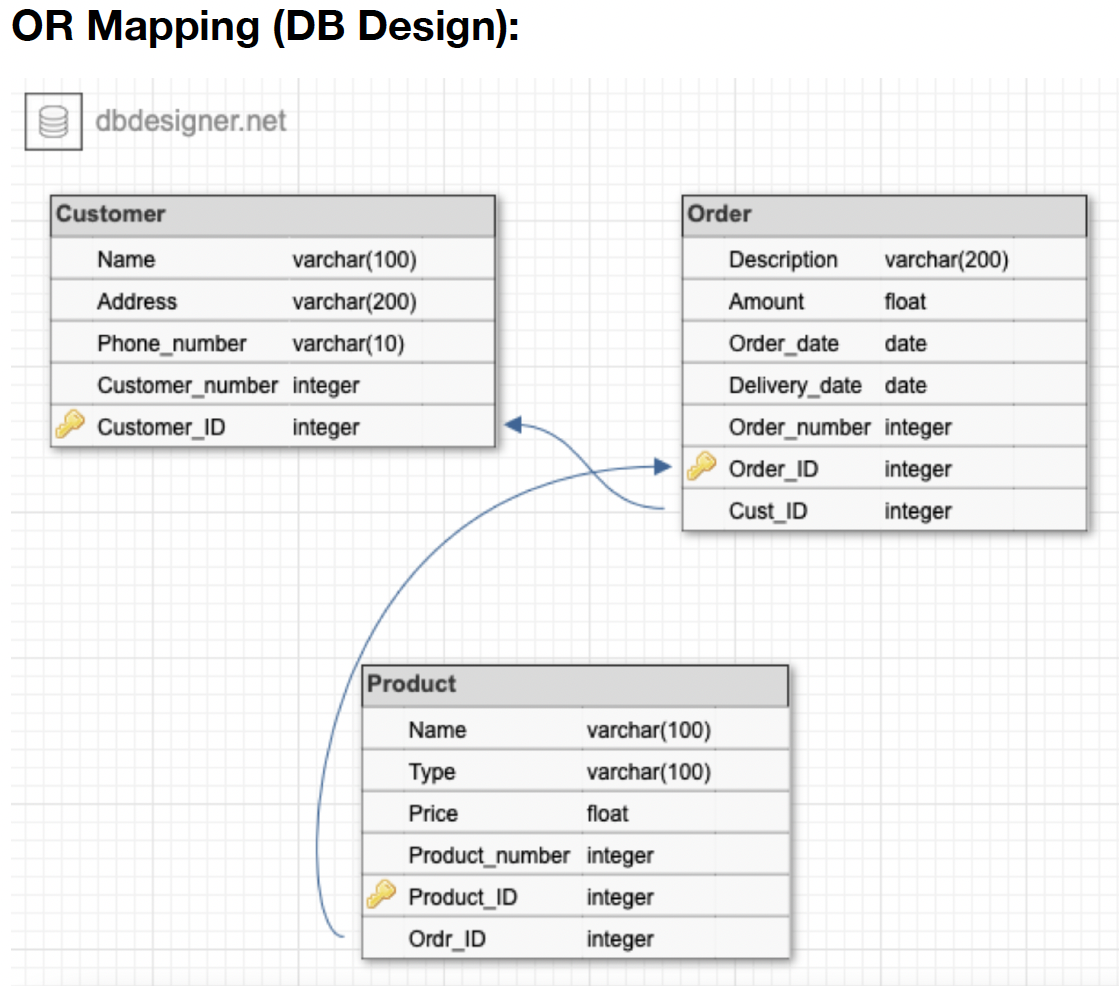 OR Mapping (DB Design):
dbdesigner.net
Customer
Name varchar(100)
Address varchar(200)
Phone_number varchar(10)
Customer_number integer
Customer_ID integer
Order
Description varchar(200)
Amount float
Order_date date
Delivery_date date
Order_number integer
Order_ID integer
Cust_ID integer
Product
Name varchar(100)
Type varchar(100)
Price float
Product_number integer
Product_ID integer
Ordr_ID integer